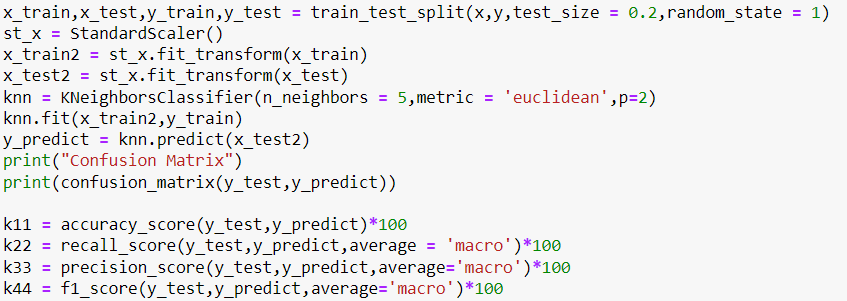 x_train,x_test,y_train,y_test = train_test_split(x,y,test_size = 0.2,random_state = 1)
st_x = StandardScaler()
x_train2 = st_x.fit_transform(x_train)
x_test2 = st_x.fit_transform(x_test)
knn = KNeighborsClassifier(n_neighbors = 5,metric = 'euclidean',p=2)
knn.fit(x_train2,y_train)
y_predict = knn.predict(x_test2)
print("Confusion Matrix")
print(confusion_matrix(y_test,y_predict))
k11 = accuracy_score(y_test,y_predict)*100
k22 = recall_score(y_test,y_predict,average = 'macro')*100
k33 = precision_score(y_test,y_predict,average='macro')*100
k44 = f1_score(y_test,y_predict,average='macro')*100